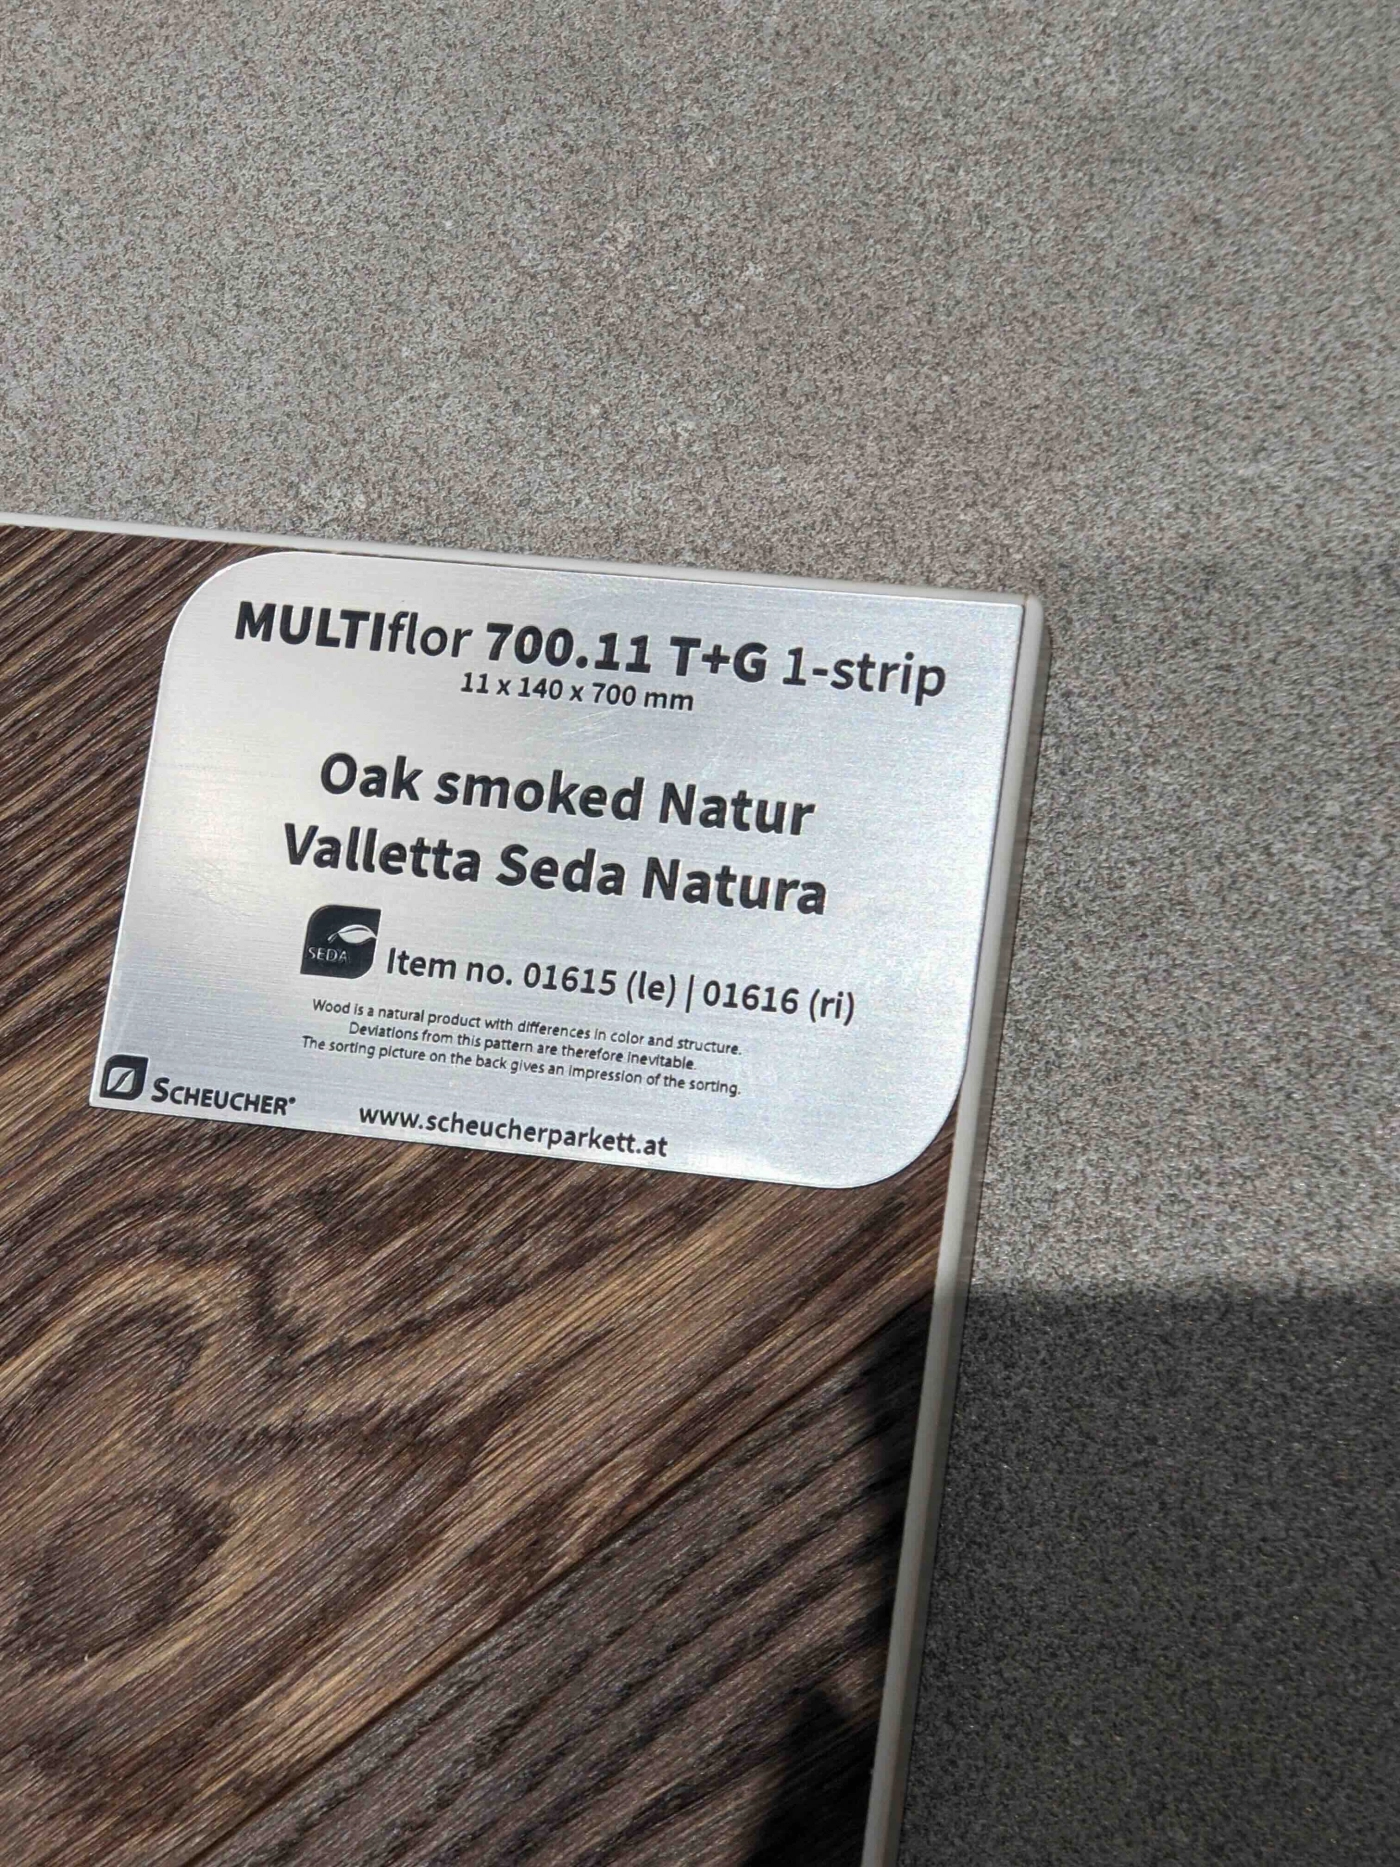 MULTIflor 700.11 T+G 1-strip
11 x 140 x 700 mm
Oak smoked Natur
Valletta Seda Natura
SEDA
Item no. 01615 (le) | 01616 (ri)
Wood is a natural product with differences in color and structure.
Deviations from this pattern are therefore inevitable.
The sorting picture on the back gives an impression of the sorting.
SCHEUCHER®
www.scheucherparkett.at